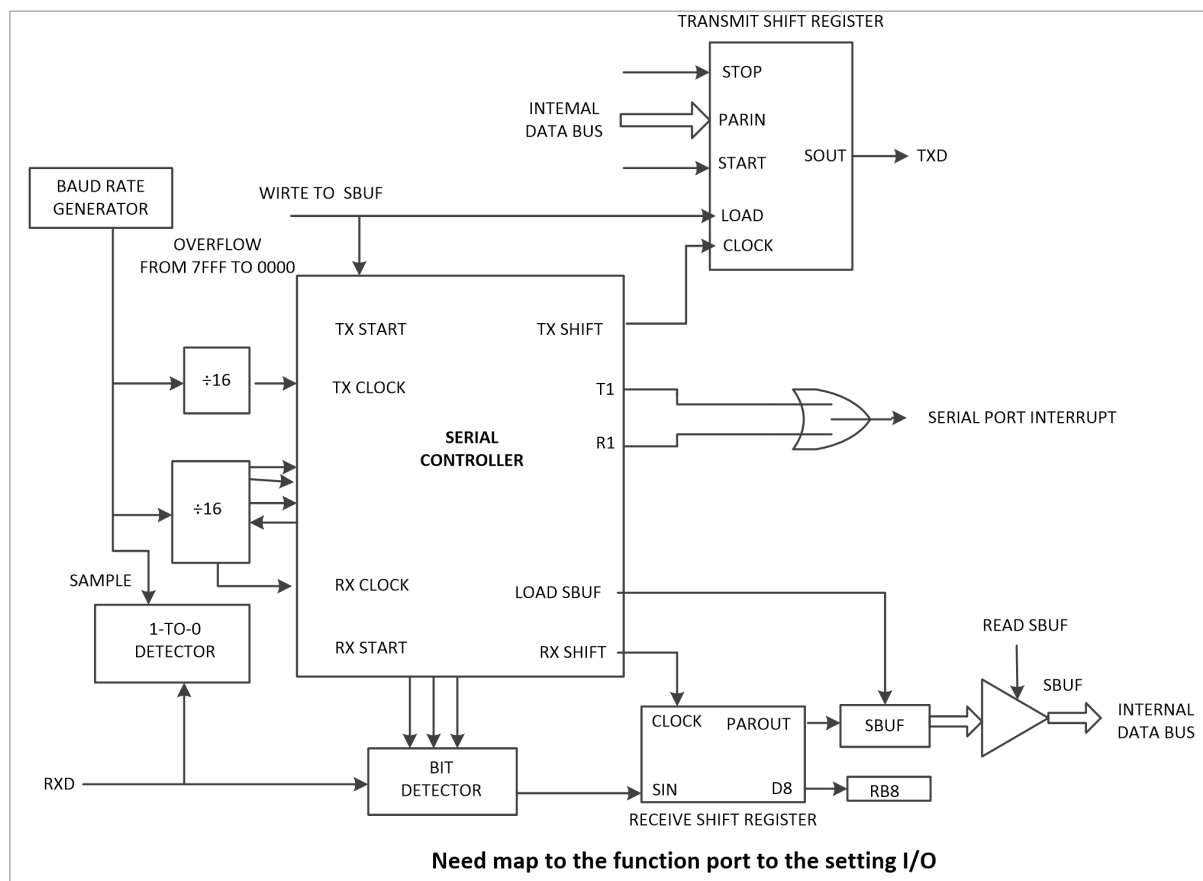 TRANSMIT SHIFT REGISTER
STOP
INTEMAL
DATA BUS
PARIN
START
SOUT
TXD
BAUD RATE
GENERATOR
WIRTE TO SBUF
LOAD
CLOCK
OVERFLOW
FROM 7FFF TO 0000
TX START
TX SHIFT
÷16
TX CLOCK
T1
SERIAL PORT INTERRUPT
R1
SERIAL
CONTROLLER
÷16
SAMPLE
RX CLOCK
LOAD SBUF
1-TO-0
DETECTOR
READ SBUF
RX START
RX SHIFT
SBUF
CLOCK
PAROUT
SBUF
INTERNAL
DATA BUS
RXD
BIT
DETECTOR
SIN
D8
RB8
RECEIVE SHIFT REGISTER
Need map to the function port to the setting I/O